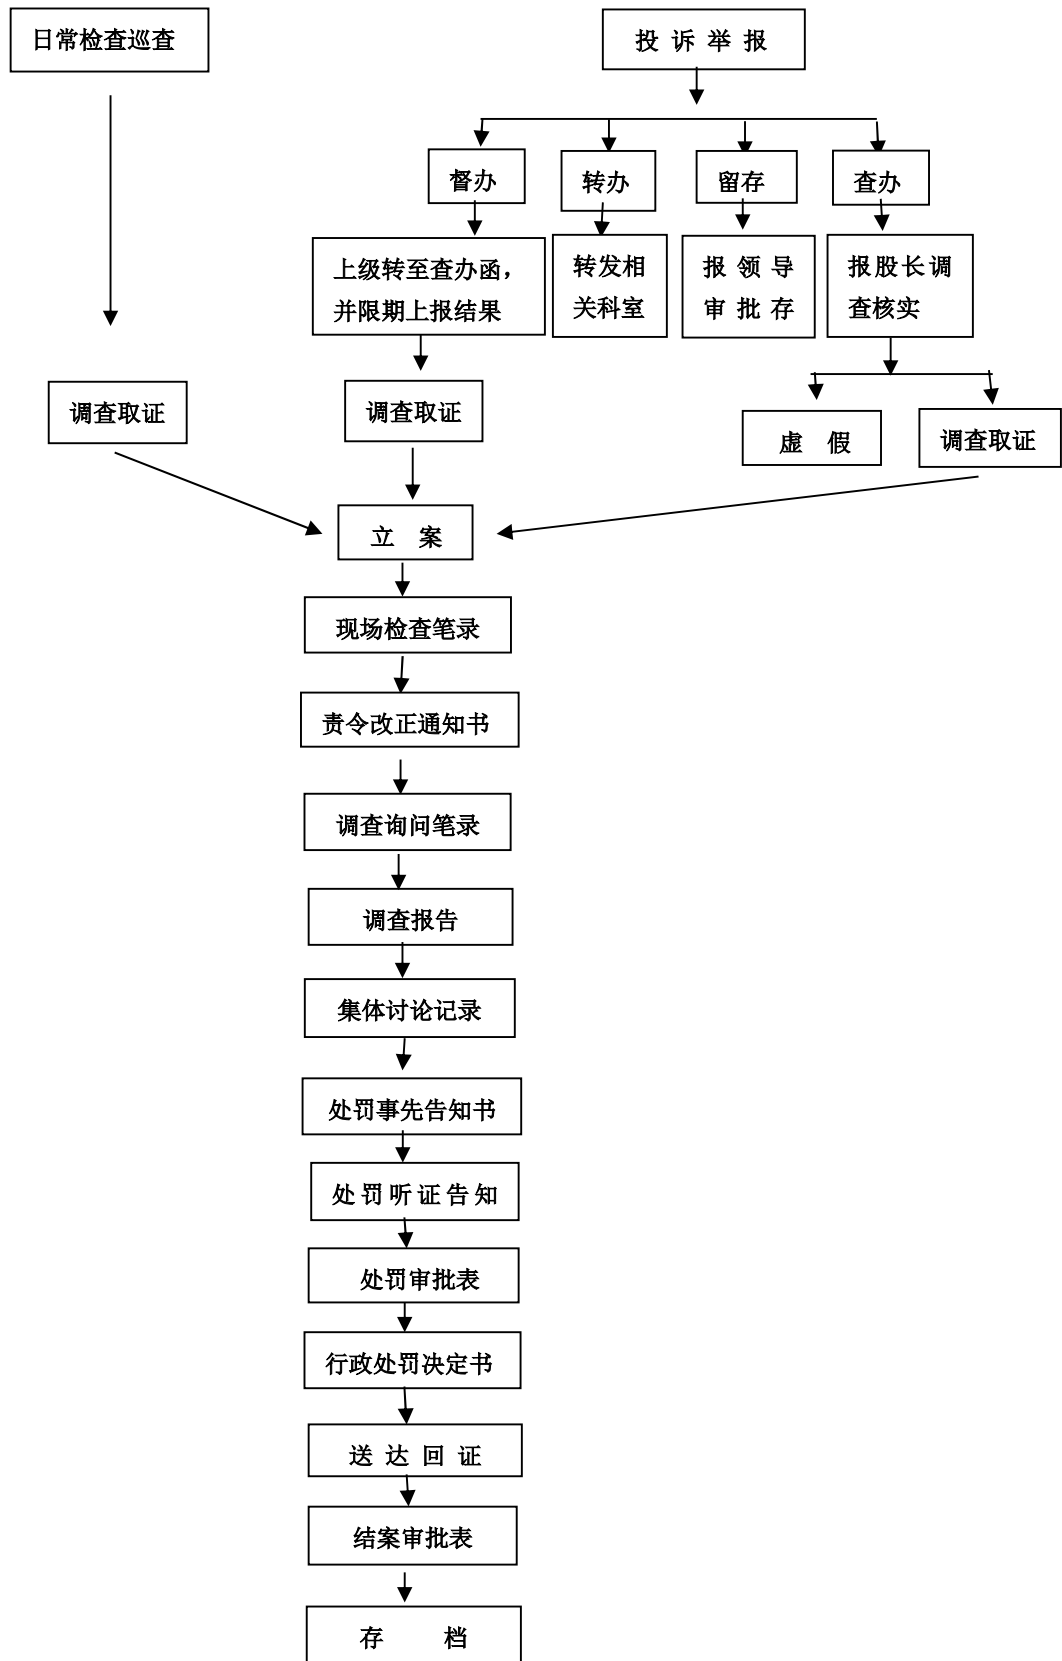 日常检查巡查
投 诉 举 报
督办
转办
留存
查办
上级转至查办函，
并限期上报结果
转发相
关科室
报 领 导
审 批 存
报股长调
查核实
调查取证
调查取证
虚 假
调查取证
立 案
现场检查笔录
责令改正通知书
调查询问笔录
调查报告
集体讨论记录
处罚事先告知书
处罚听证告知
处罚审批表
行政处罚决定书
送 达 回 证
结案审批表
存 档